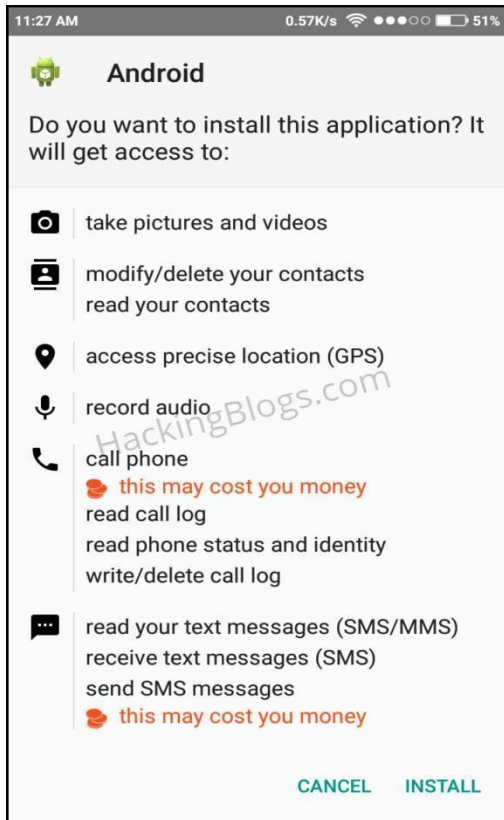 11:27 AM 0.57K/s 51%
Android
Do you want to install this application? It
will get access to:
take pictures and videos
modify/delete your contacts
read your contacts
access precise location (GPS)
record audio
HackingBlogs.com
call phone
this may cost you money
read call log
read phone status and identity
write/delete call log
read your text messages (SMS/MMS)
receive text messages (SMS)
send SMS messages
this may cost you money
CANCEL INSTALL